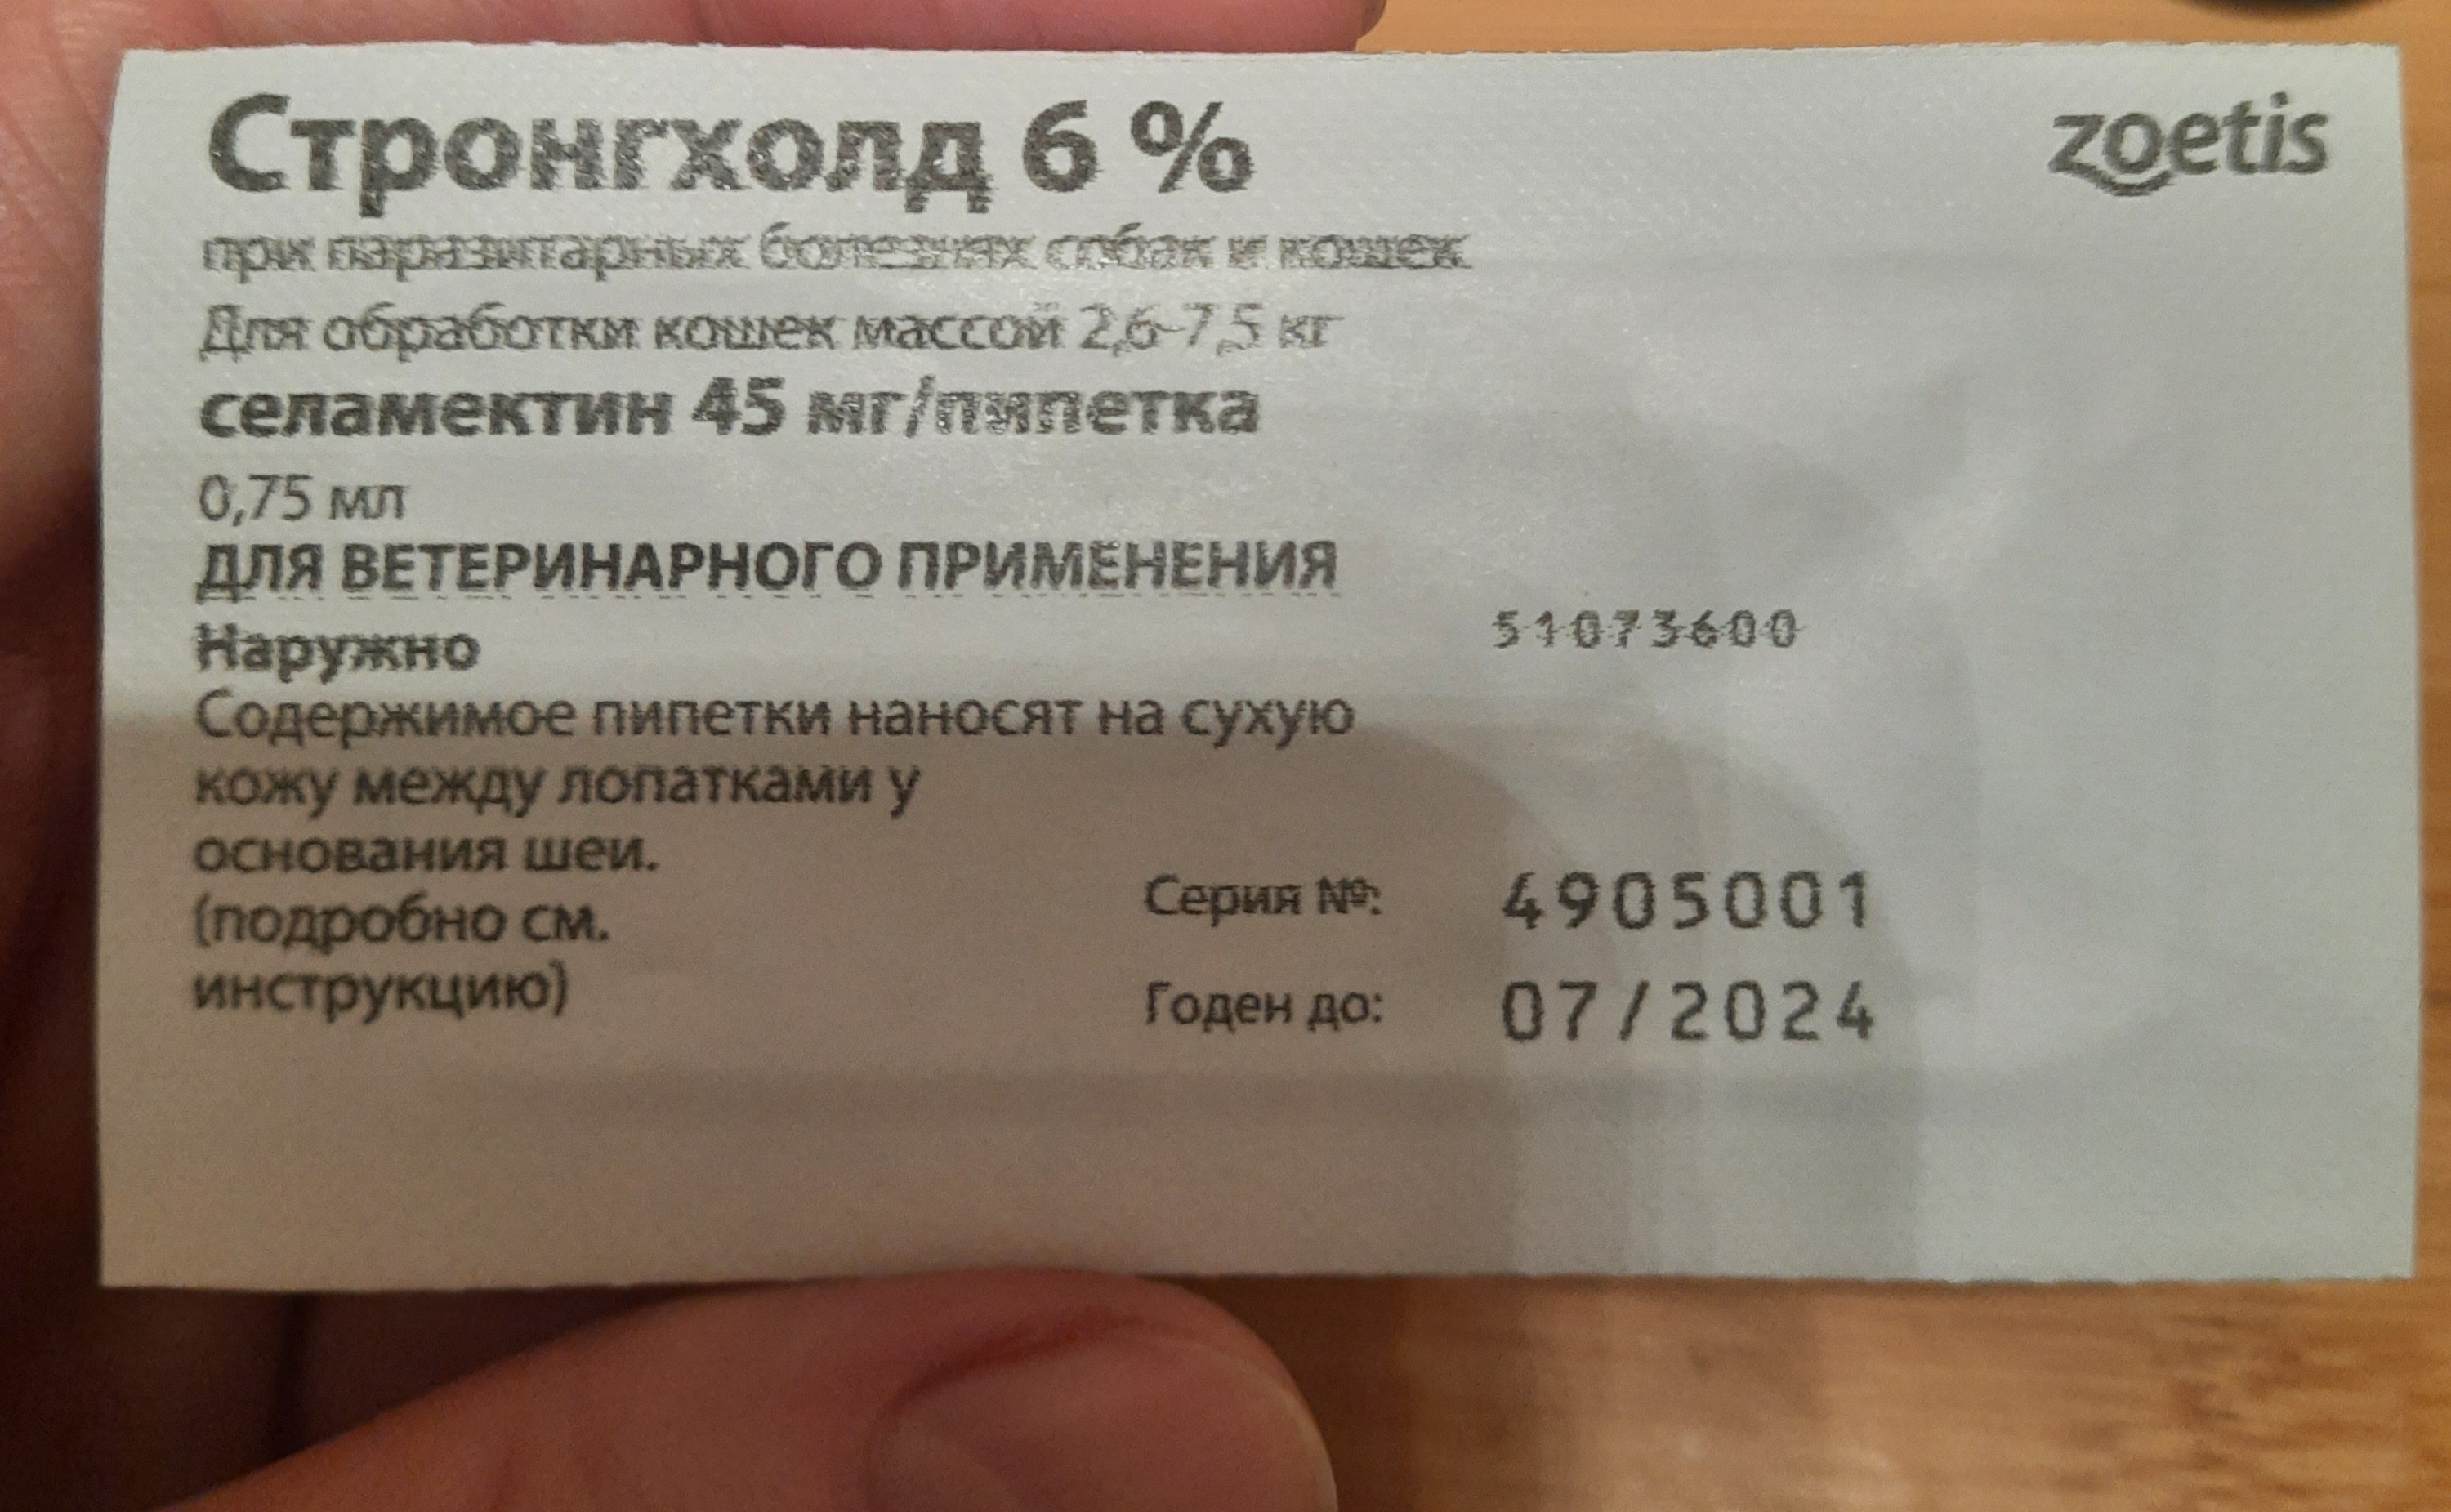 Стронгхолд 6 %
zoetis
при паразитарных болезнях собак и кошек
Для обработки кошек массой 2,6-7,5 кг
селамектин 45 мг/пипетка
0,75 мл
ДЛЯ ВЕТЕРИНАРНОГО ПРИМЕНЕНИЯ
Наружно
51073600
Содержимое пипетки наносят на сухую
кожу между лопатками у
основания шеи.
(подробно см.
инструкцию)
Серия №: 4905001
Годен до: 07/2024